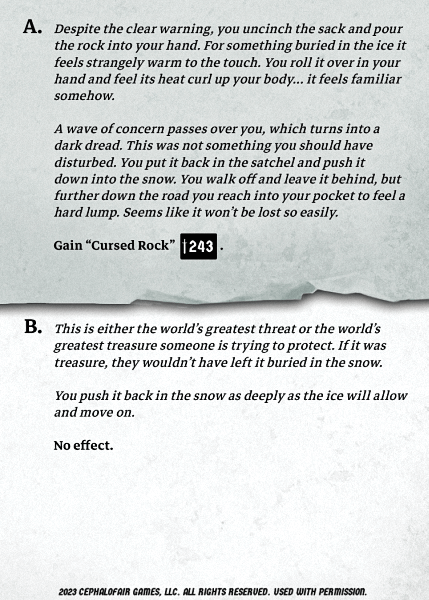 A. Despite the clear warning, you uncinch the sack and pour
the rock into your hand. For something buried in the ice it
feels strangely warm to the touch. You roll it over in your
hand and feel its heat curl up your body... it feels familiar
somehow.
A wave of concern passes over you, which turns into a
dark dread. This was not something you should have
disturbed. You put it back in the satchel and push it
down into the snow. You walk off and leave it behind, but
further down the road you reach into your pocket to feel a
hard lump. Seems like it won't be lost so easily.
Gain “Cursed Rock” 243 .
B. This is either the world's greatest threat or the world's
greatest treasure someone is trying to protect. If it was
treasure, they wouldn't have left it buried in the snow.
You push it back in the snow as deeply as the ice will allow
and move on.
No effect.
2023 CEPHALOFAIR GAMES, LLC. ALL RIGHTS RESERVED. USED WITH PERMISSION.